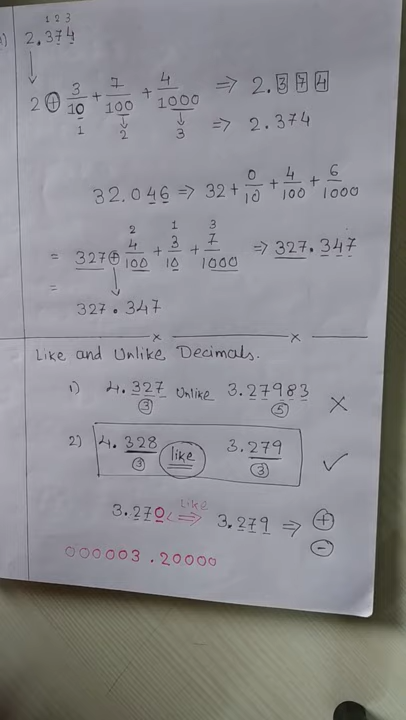 1 2 3
) 2.374
2 + 3/10 + 7/100 + 4/1000 => 2.374
1 2 3 => 2.374
32.046 => 32 + 0/10 + 4/100 + 6/1000
2 1 3
= 327 + 4/100 + 3/10 + 7/1000 => 327.347
=
327.347
x x
Like and Unlike Decimals.
1) 4.327 Unlike 3.27983 X
3 5
2) 4.328 like 3.279 ✓
3 3
Like
3.270 <=> 3.279 => +
-
000003.20000